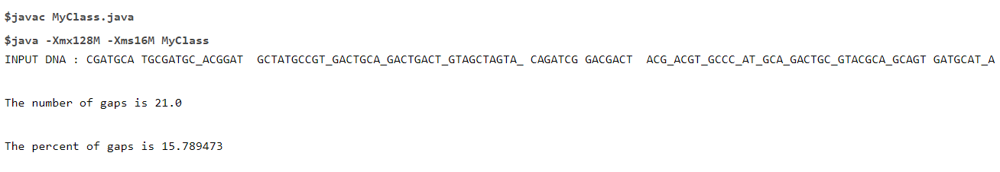 $javac MyClass.java
$java -Xmx128M -Xms16M MyClass
INPUT DNA : CGATGCA TGCGATGC_ACGGAT  GCTATGCCGT_GACTGCA_GACTGACT_GTAGCTAGTA_ CAGATCG GACGACT  ACG_ACGT_GCCC_AT_GCA_GACTGC_GTACGCA_GCAGT GATGCAT_A
The number of gaps is 21.0
The percent of gaps is 15.789473